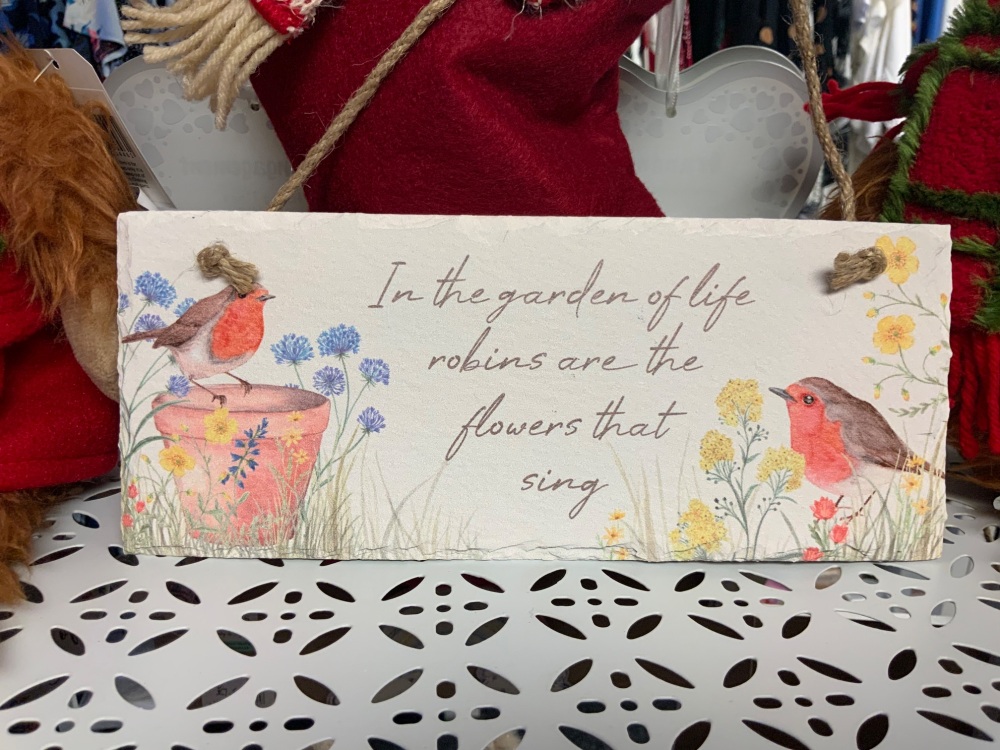 In the garden of life
robins are the
flowers that
sing